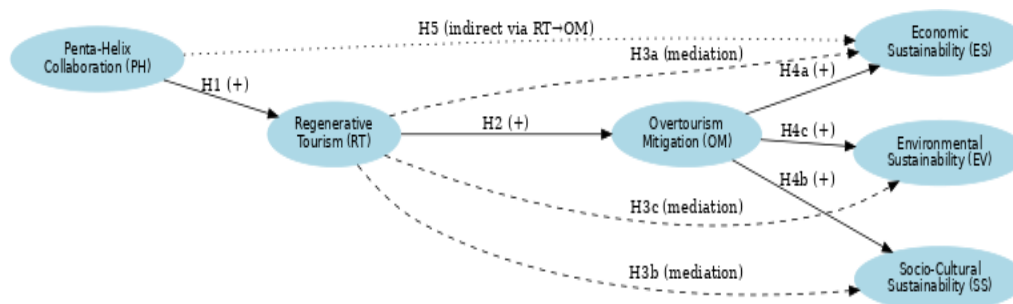 Penta-Helix
Collaboration (PH)
H1 (+)
H5 (indirect via RT→OM)
H3a (mediation)
Regenerative
Tourism (RT)
H2 (+)
H3c (mediation)
H3b (mediation)
Overtourism
Mitigation (OM)
H4a (+)
H4c (+)
H4b (+)
Economic
Sustainability (ES)
Environmental
Sustainability (EV)
Socio-Cultural
Sustainability (SS)